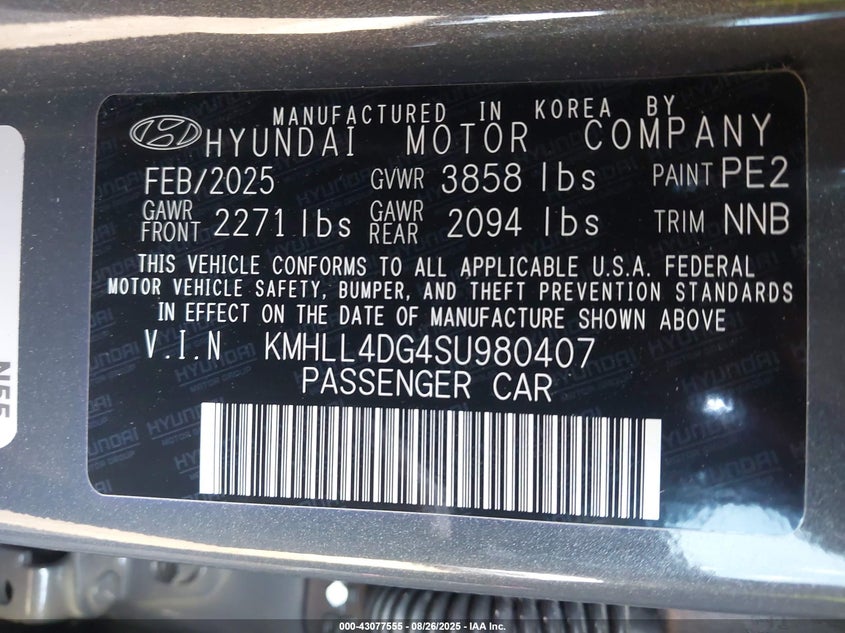 MANUFACTURED IN KOREA BY
HYUNDAI MOTOR COMPANY
FEB/2025 GVWR 3858 lbs PAINT PE2
GAWR FRONT 2271 lbs GAWR REAR 2094 lbs TRIM NNB
THIS VEHICLE CONFORMS TO ALL APPLICABLE U.S.A. FEDERAL
MOTOR VEHICLE SAFETY, BUMPER, AND THEFT PREVENTION STANDARDS
IN EFFECT ON THE DATE OF MANUFACTURE SHOWN ABOVE
V.I.N KMHLL4DG4SU980407
PASSENGER CAR
N55
000-43077555 - 08/26/2025 - IAA Inc.